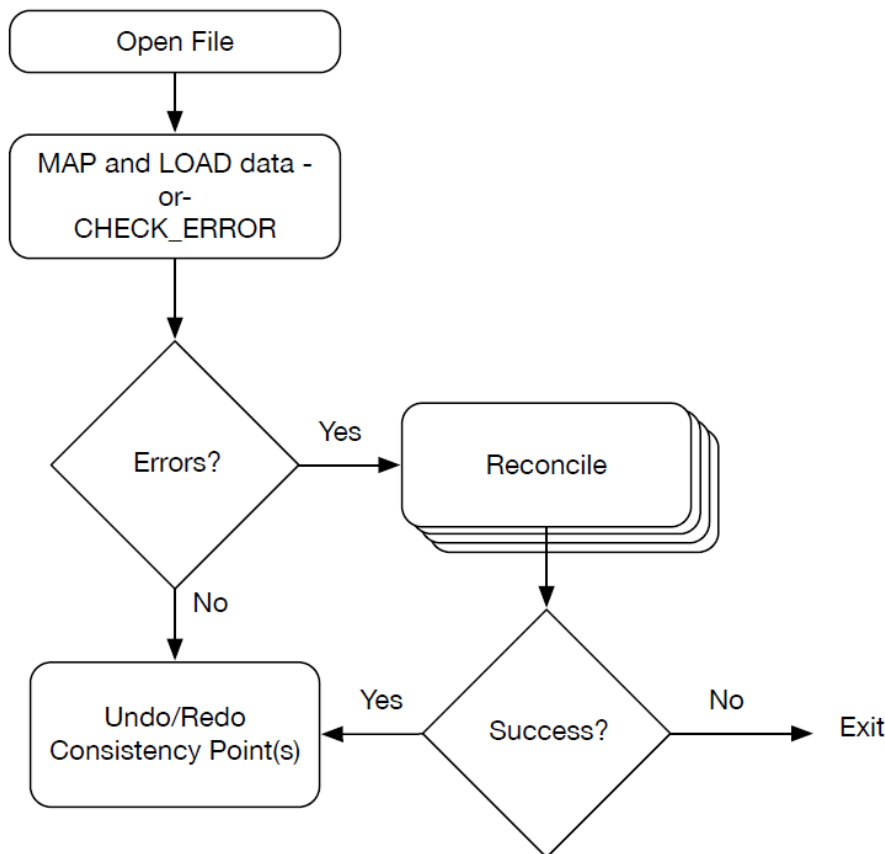 Open File
MAP and LOAD data -
or-
CHECK_ERROR
Errors?
Yes
Reconcile
No
Undo/Redo
Consistency Point(s)
Yes
Success?
No
Exit